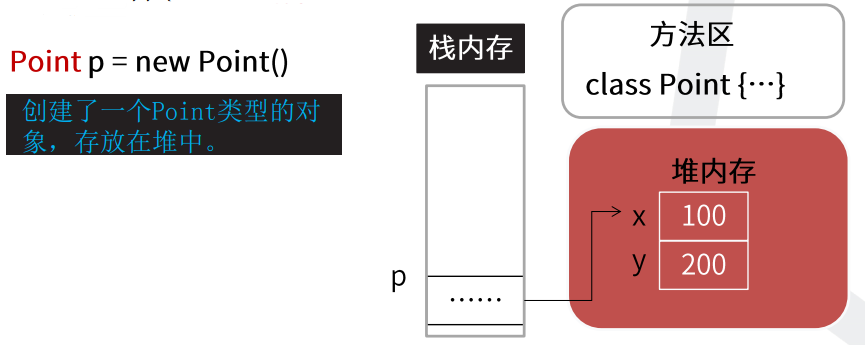 Point p = new Point()
创建了一个Point类型的对
象，存放在堆中。
栈内存
p
……
方法区
class Point {…}
堆内存
x 100
y 200